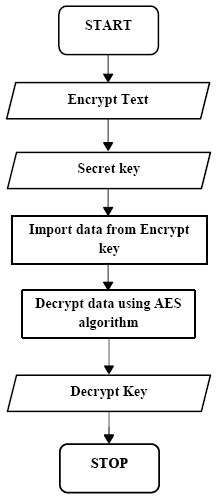 START
Encrypt Text
Secret key
Import data from Encrypt
key
Decrypt data using AES
algorithm
Decrypt Key
STOP